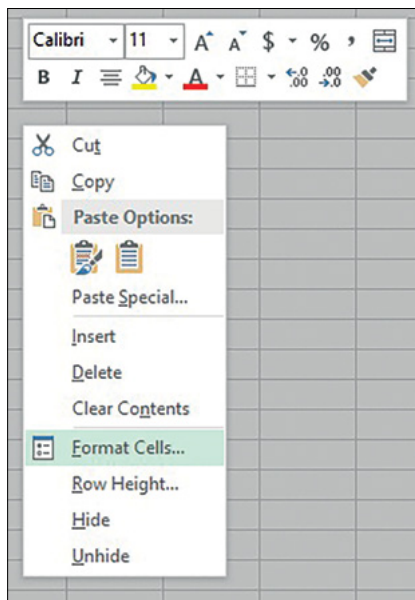 Calibri 11 A A $ % ,
B I A .00 .00
Cut
Copy
Paste Options:
Paste Special...
Insert
Delete
Clear Contents
Format Cells...
Row Height...
Hide
Unhide